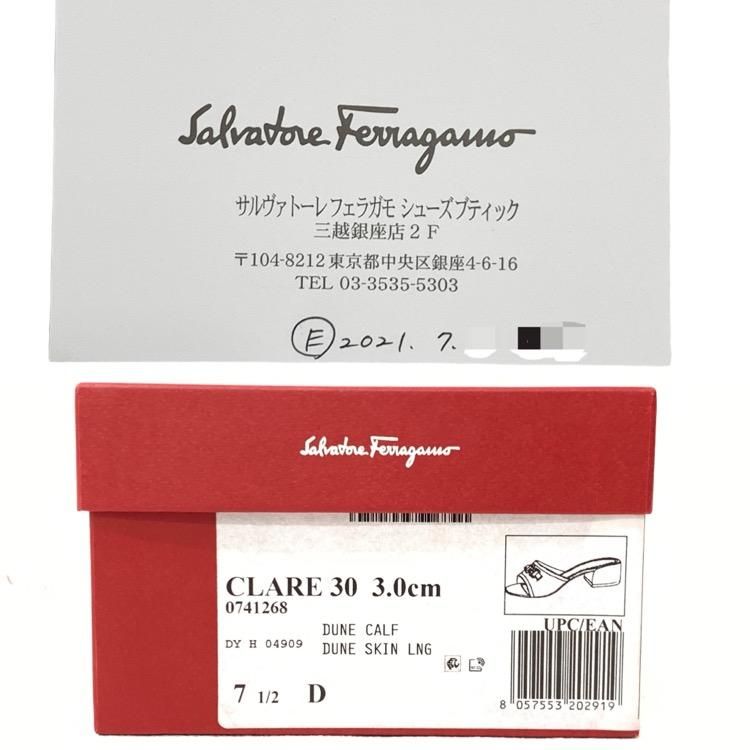 Salvatore Ferragamo
サルヴァトーレフェラガモ シューズブティック
三越銀座店2F
〒104-8212 東京都中央区銀座4-6-16
TEL 03-3535-5303
Ⓔ 2021. 7.
Salvatore Ferragamo
CLARE 30 3.0cm
0741268
DUNE CALF
DY H 04909 DUNE SKIN LNG
7 1/2 D
UPC/EAN
8 057553 202919